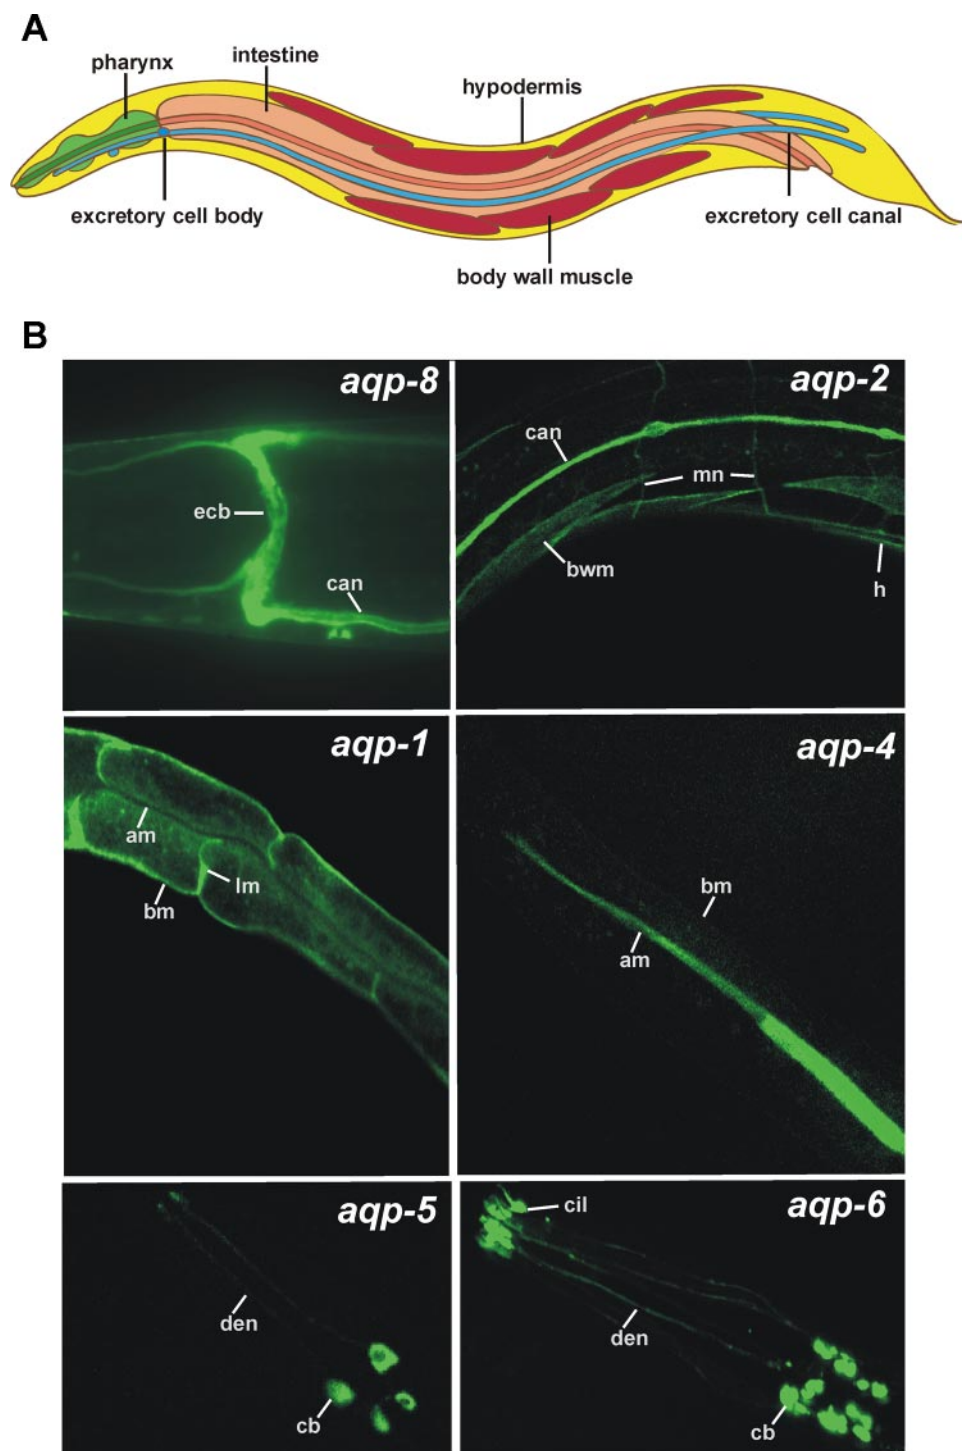 A
pharynx
intestine
hypodermis
excretory cell body
excretory cell canal
body wall muscle
B
aqp-8
ecb
can
aqp-2
can
mn
bwm
h
aqp-1
am
lm
bm
aqp-4
bm
am
aqp-5
den
cb
aqp-6
cil
den
cb